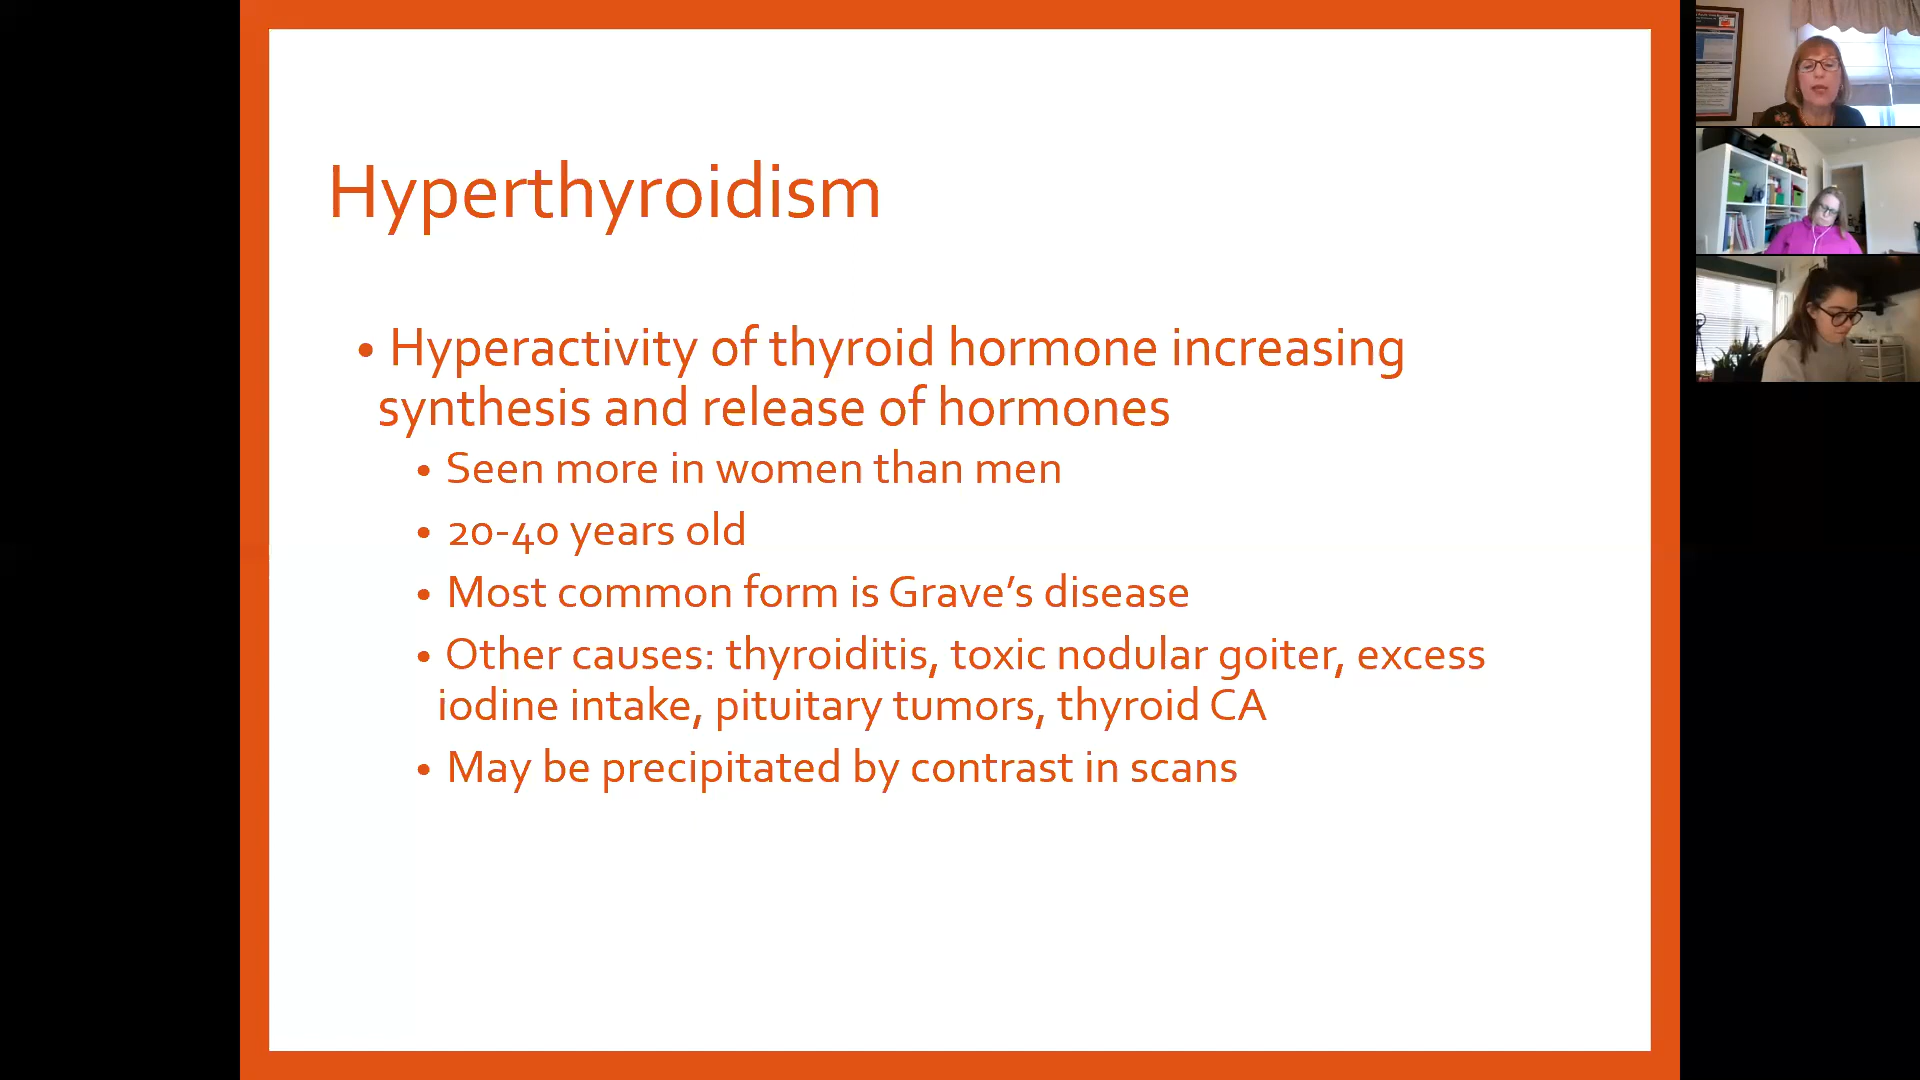 Hyperthyroidism
• Hyperactivity of thyroid hormone increasing
synthesis and release of hormones
• Seen more in women than men
• 20-40 years old
• Most common form is Grave’s disease
• Other causes: thyroiditis, toxic nodular goiter, excess
iodine intake, pituitary tumors, thyroid CA
• May be precipitated by contrast in scans